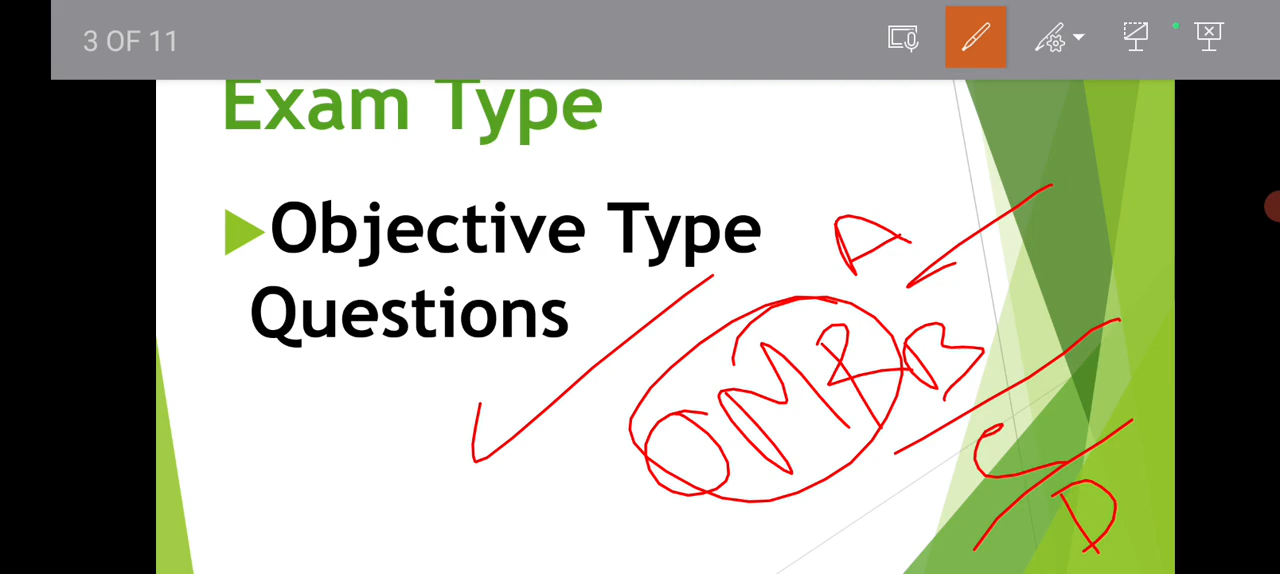 3 OF 11
Exam Type
Objective Type
Questions
A
OMR
B
C
D